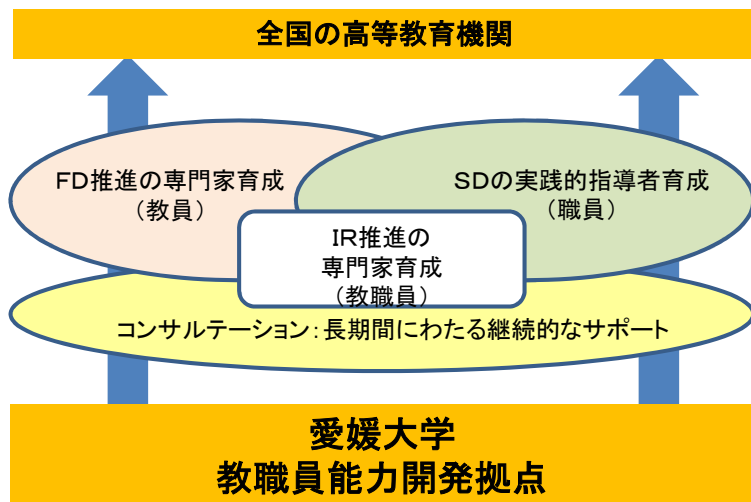 全国の高等教育機関
FD推進の専門家育成
（教員）
SDの実践的指導者育成
（職員）
IR推進の
専門家育成
（教職員）
コンサルテーション：長期間にわたる継続的なサポート
愛媛大学
教職員能力開発拠点